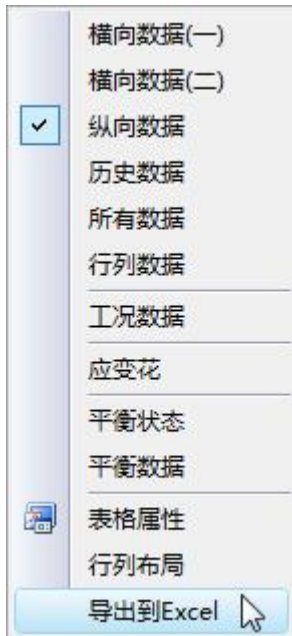 横向数据(一)
横向数据(二)
纵向数据
历史数据
所有数据
行列数据
工况数据
应变花
平衡状态
平衡数据
表格属性
行列布局
导出到Excel